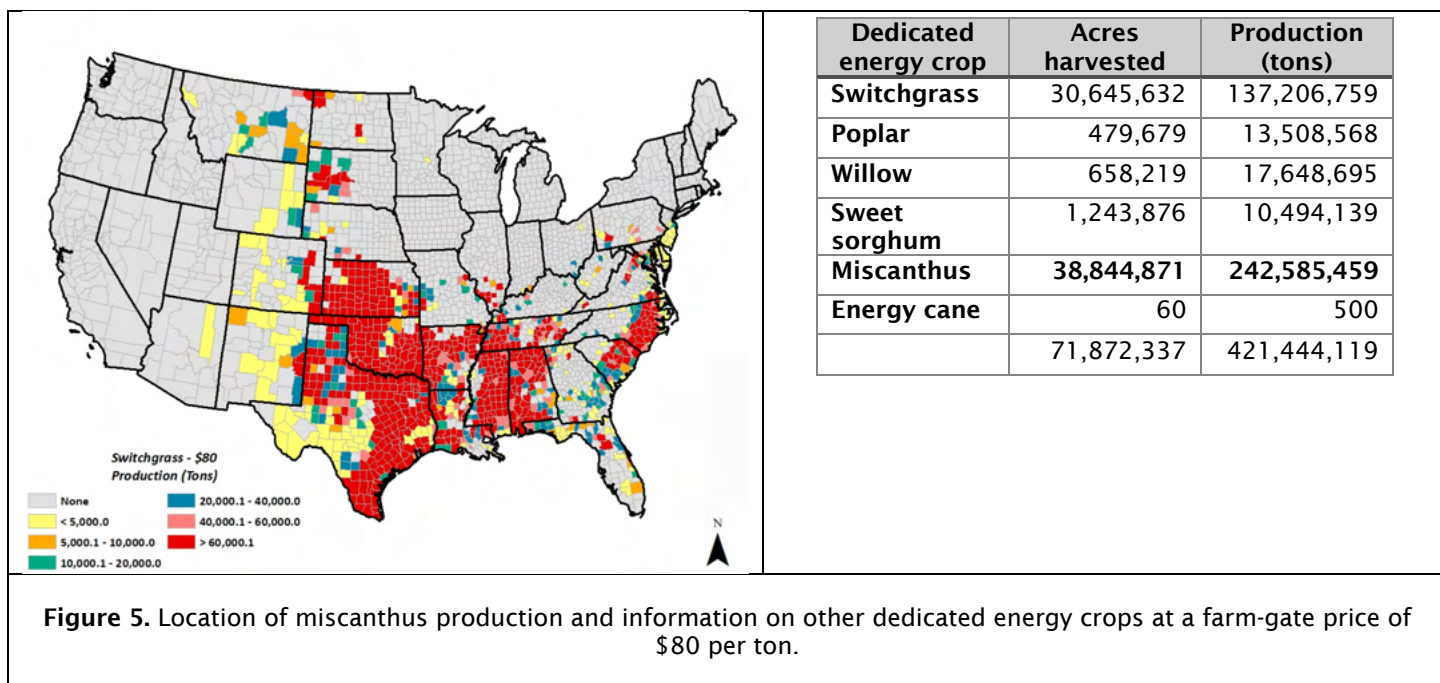 Switchgrass - $80
Production (Tons)
None
< 5,000.0
5,000.1 - 10,000.0
10,000.1 - 20,000.0
20,000.1 - 40,000.0
40,000.1 - 60,000.0
> 60,000.1
N
Dedicated energy crop Acres harvested Production (tons)
Switchgrass 30,645,632 137,206,759
Poplar 479,679 13,508,568
Willow 658,219 17,648,695
Sweet sorghum 1,243,876 10,494,139
Miscanthus 38,844,871 242,585,459
Energy cane 60 500
71,872,337 421,444,119
Figure 5. Location of miscanthus production and information on other dedicated energy crops at a farm-gate price of
$80 per ton.